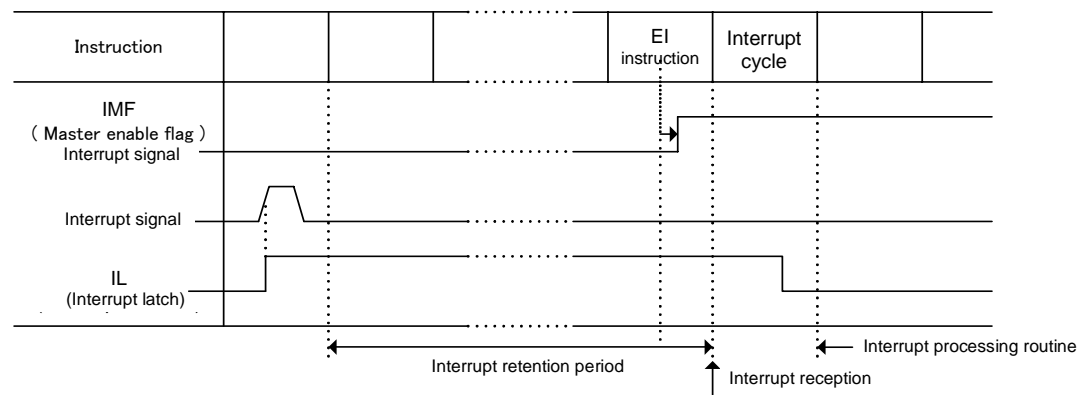 Instruction
EI
instruction
Interrupt
cycle
IMF
( Master enable flag )
Interrupt signal
Interrupt signal
IL
(Interrupt latch)
Interrupt retention period
Interrupt processing routine
Interrupt reception